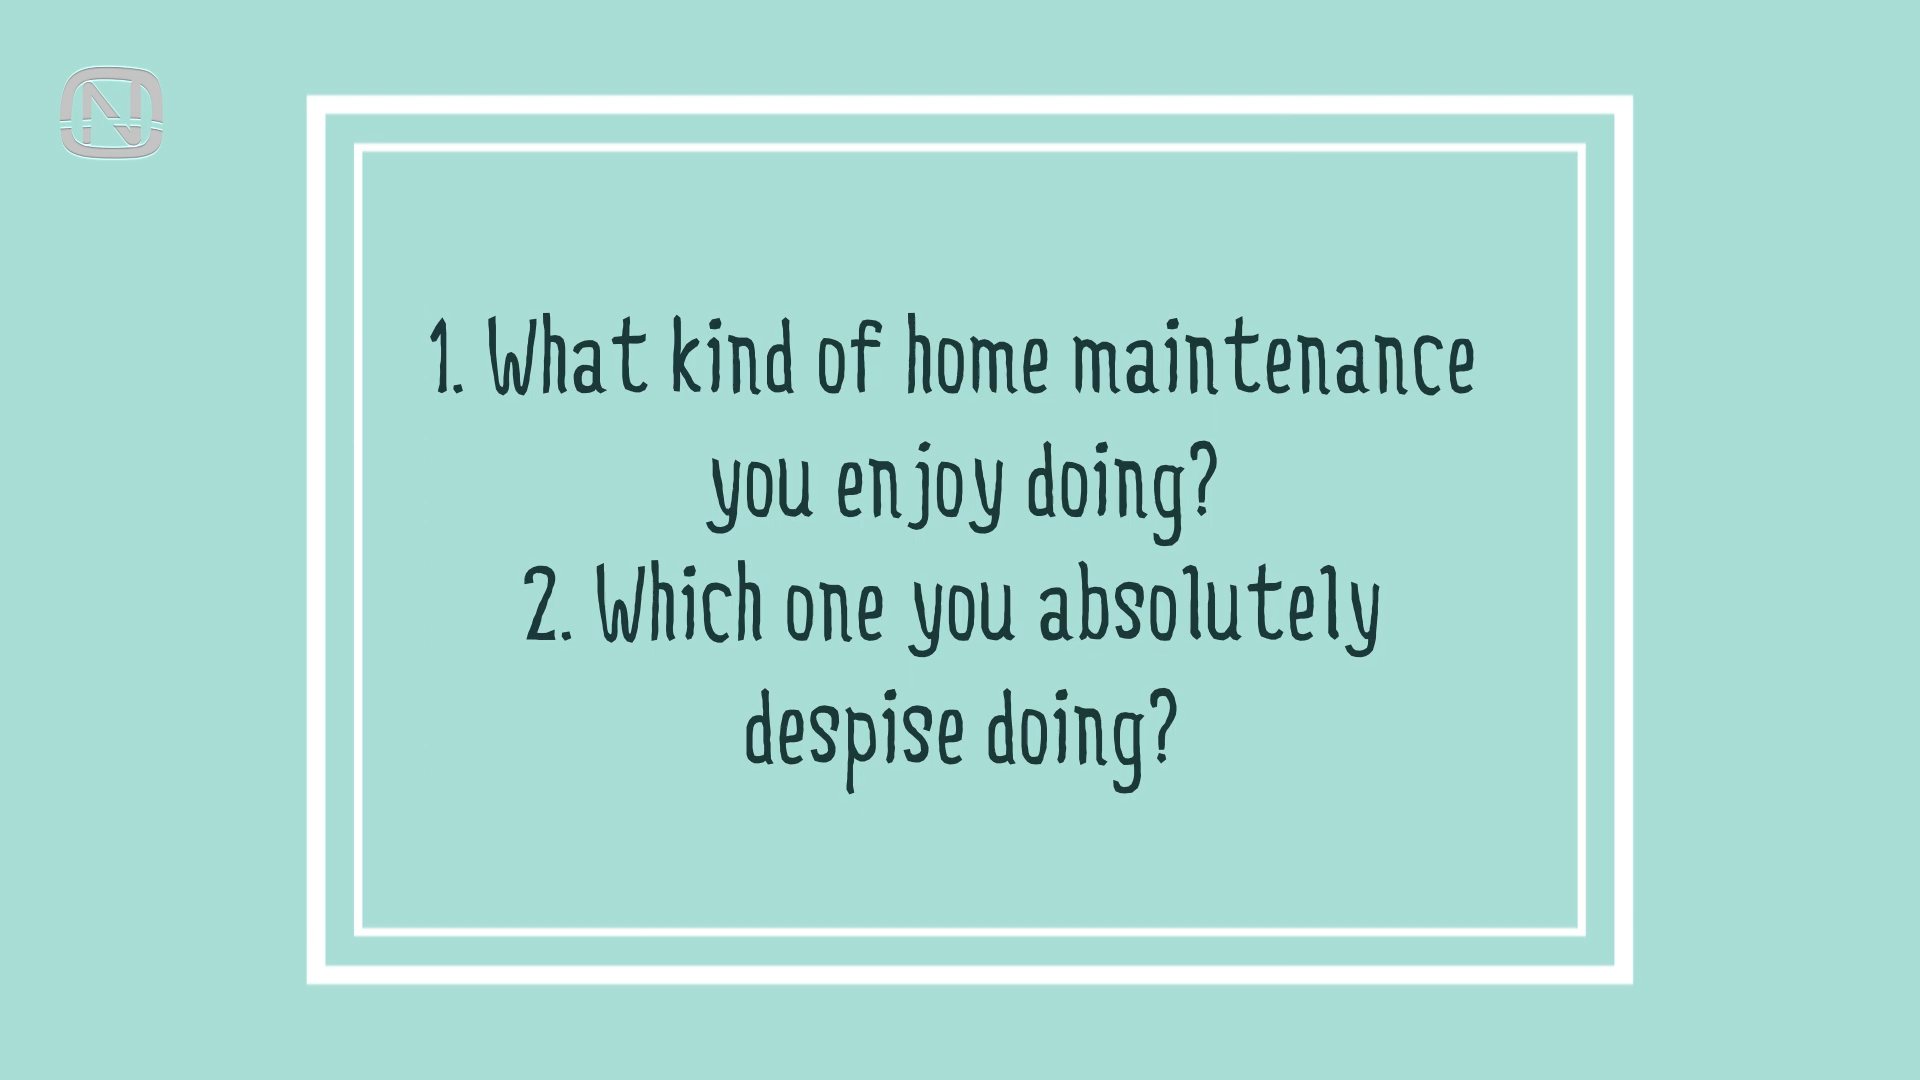 1. What kind of home maintenance
you enjoy doing?
2. Which one you absolutely
despise doing?